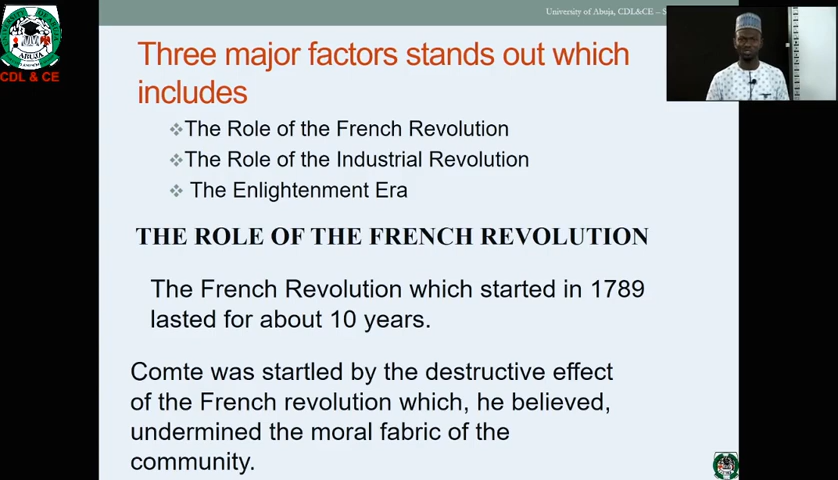 University of Abuja, CDL&CE – S
CDL & CE
Three major factors stands out which
includes
The Role of the French Revolution
The Role of the Industrial Revolution
The Enlightenment Era
THE ROLE OF THE FRENCH REVOLUTION
The French Revolution which started in 1789
lasted for about 10 years.
Comte was startled by the destructive effect
of the French revolution which, he believed,
undermined the moral fabric of the
community.